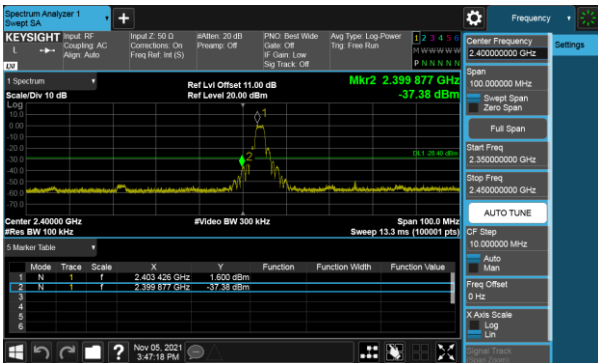 Spectrum Analyzer 1
Swept SA
+
Frequency
KEYSIGHT
L
Input: RF
Coupling: AC
Align: Auto
Input Z: 50 Ω
Corrections: On
Freq Ref: Int (S)
#Atten: 20 dB
Preamp: Off
PNO: Best Wide
Gate: Off
IF Gain: Low
Sig Track: Off
Avg Type: Log-Power
Trig: Free Run
1 2 3 4 5 6
M W W W W W
P N N N N N
Center Frequency
2.400000000 GHz
Settings
Span
100.000000 MHz
Swept Span
Zero Span
Full Span
Start Freq
2.350000000 GHz
Stop Freq
2.450000000 GHz
AUTO TUNE
CF Step
10.000000 MHz
Auto
Man
Freq Offset
0 Hz
X Axis Scale
Log
Lin
Signal Track
(Span Zoom)
1 Spectrum
Scale/Div 10 dB
Ref Lvl Offset 11.00 dB
Ref Level 20.00 dBm
Mkr2 2.399 877 GHz
-37.38 dBm
Log
10.0
0.00
-10.0
-20.0
-30.0
-40.0
-50.0
-60.0
-70.0
1
2
DL1 -28.40 dBm
Center 2.40000 GHz
#Res BW 100 kHz
#Video BW 300 kHz
Span 100.0 MHz
Sweep 13.3 ms (100001 pts)
5 Marker Table
Mode Trace Scale X Y Function Function Width Function Value
1 N 1 f 2.403 426 GHz 1.600 dBm
2 N 1 f 2.399 877 GHz -37.38 dBm
3
4
5
6
?
Nov 05, 2021
3:47:18 PM